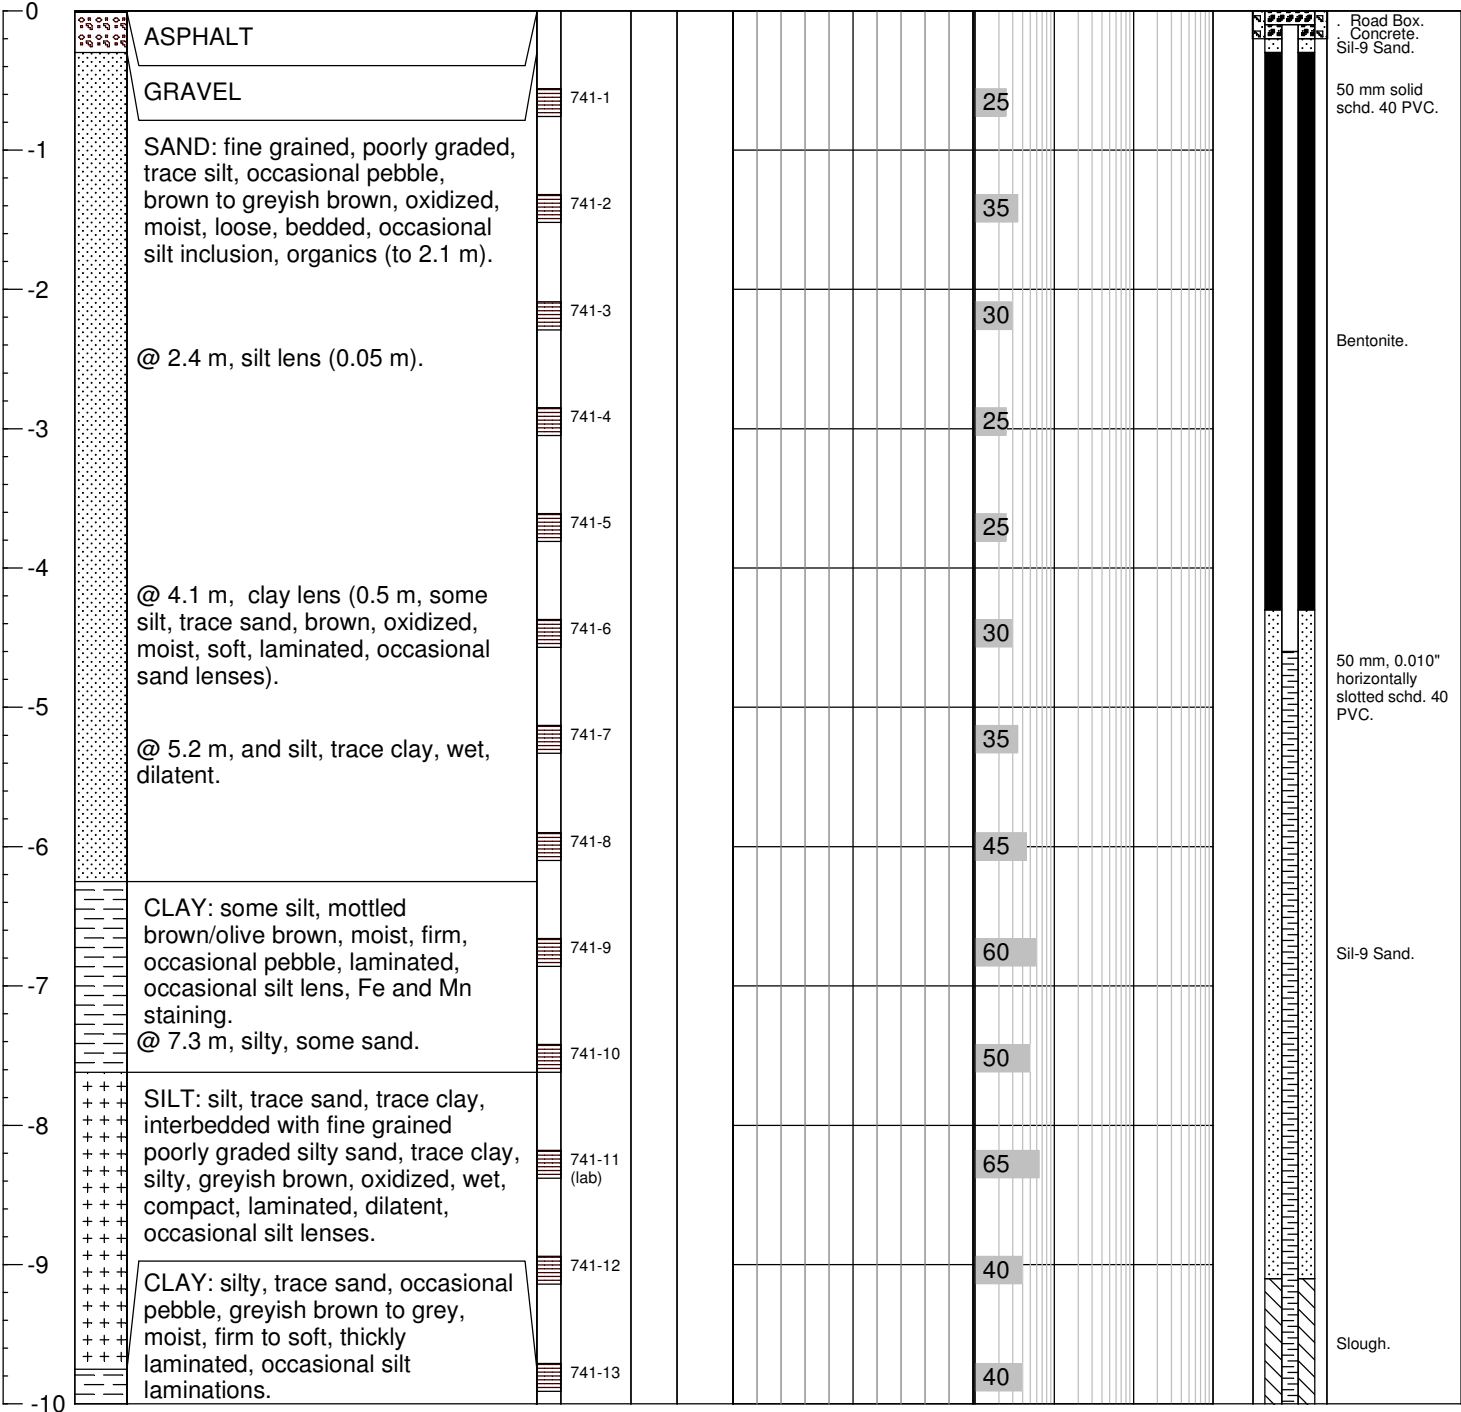 0
-1
-2
-3
-4
-5
-6
-7
-8
-9
-10
ASPHALT
GRAVEL
SAND: fine grained, poorly graded,
trace silt, occasional pebble,
brown to greyish brown, oxidized,
moist, loose, bedded, occasional
silt inclusion, organics (to 2.1 m).
@ 2.4 m, silt lens (0.05 m).
@ 4.1 m, clay lens (0.5 m, some
silt, trace sand, brown, oxidized,
moist, soft, laminated, occasional
sand lenses).
@ 5.2 m, and silt, trace clay, wet,
dilatent.
CLAY: some silt, mottled
brown/olive brown, moist, firm,
occasional pebble, laminated,
occasional silt lens, Fe and Mn
staining.
@ 7.3 m, silty, some sand.
SILT: silt, trace sand, trace clay,
interbedded with fine grained
poorly graded silty sand, trace clay,
silty, greyish brown, oxidized, wet,
compact, laminated, dilatent,
occasional silt lenses.
CLAY: silty, trace sand, occasional
pebble, greyish brown to grey,
moist, firm to soft, thickly
laminated, occasional silt
laminations.
741-1
741-2
741-3
741-4
741-5
741-6
741-7
741-8
741-9
741-10
741-11
(lab)
741-12
741-13
25
35
30
25
25
30
35
45
60
50
65
40
40
. Road Box.
. Concrete.
Sil-9 Sand.
50 mm solid
schd. 40 PVC.
Bentonite.
50 mm, 0.010"
horizontally
slotted schd. 40
PVC.
Sil-9 Sand.
Slough.